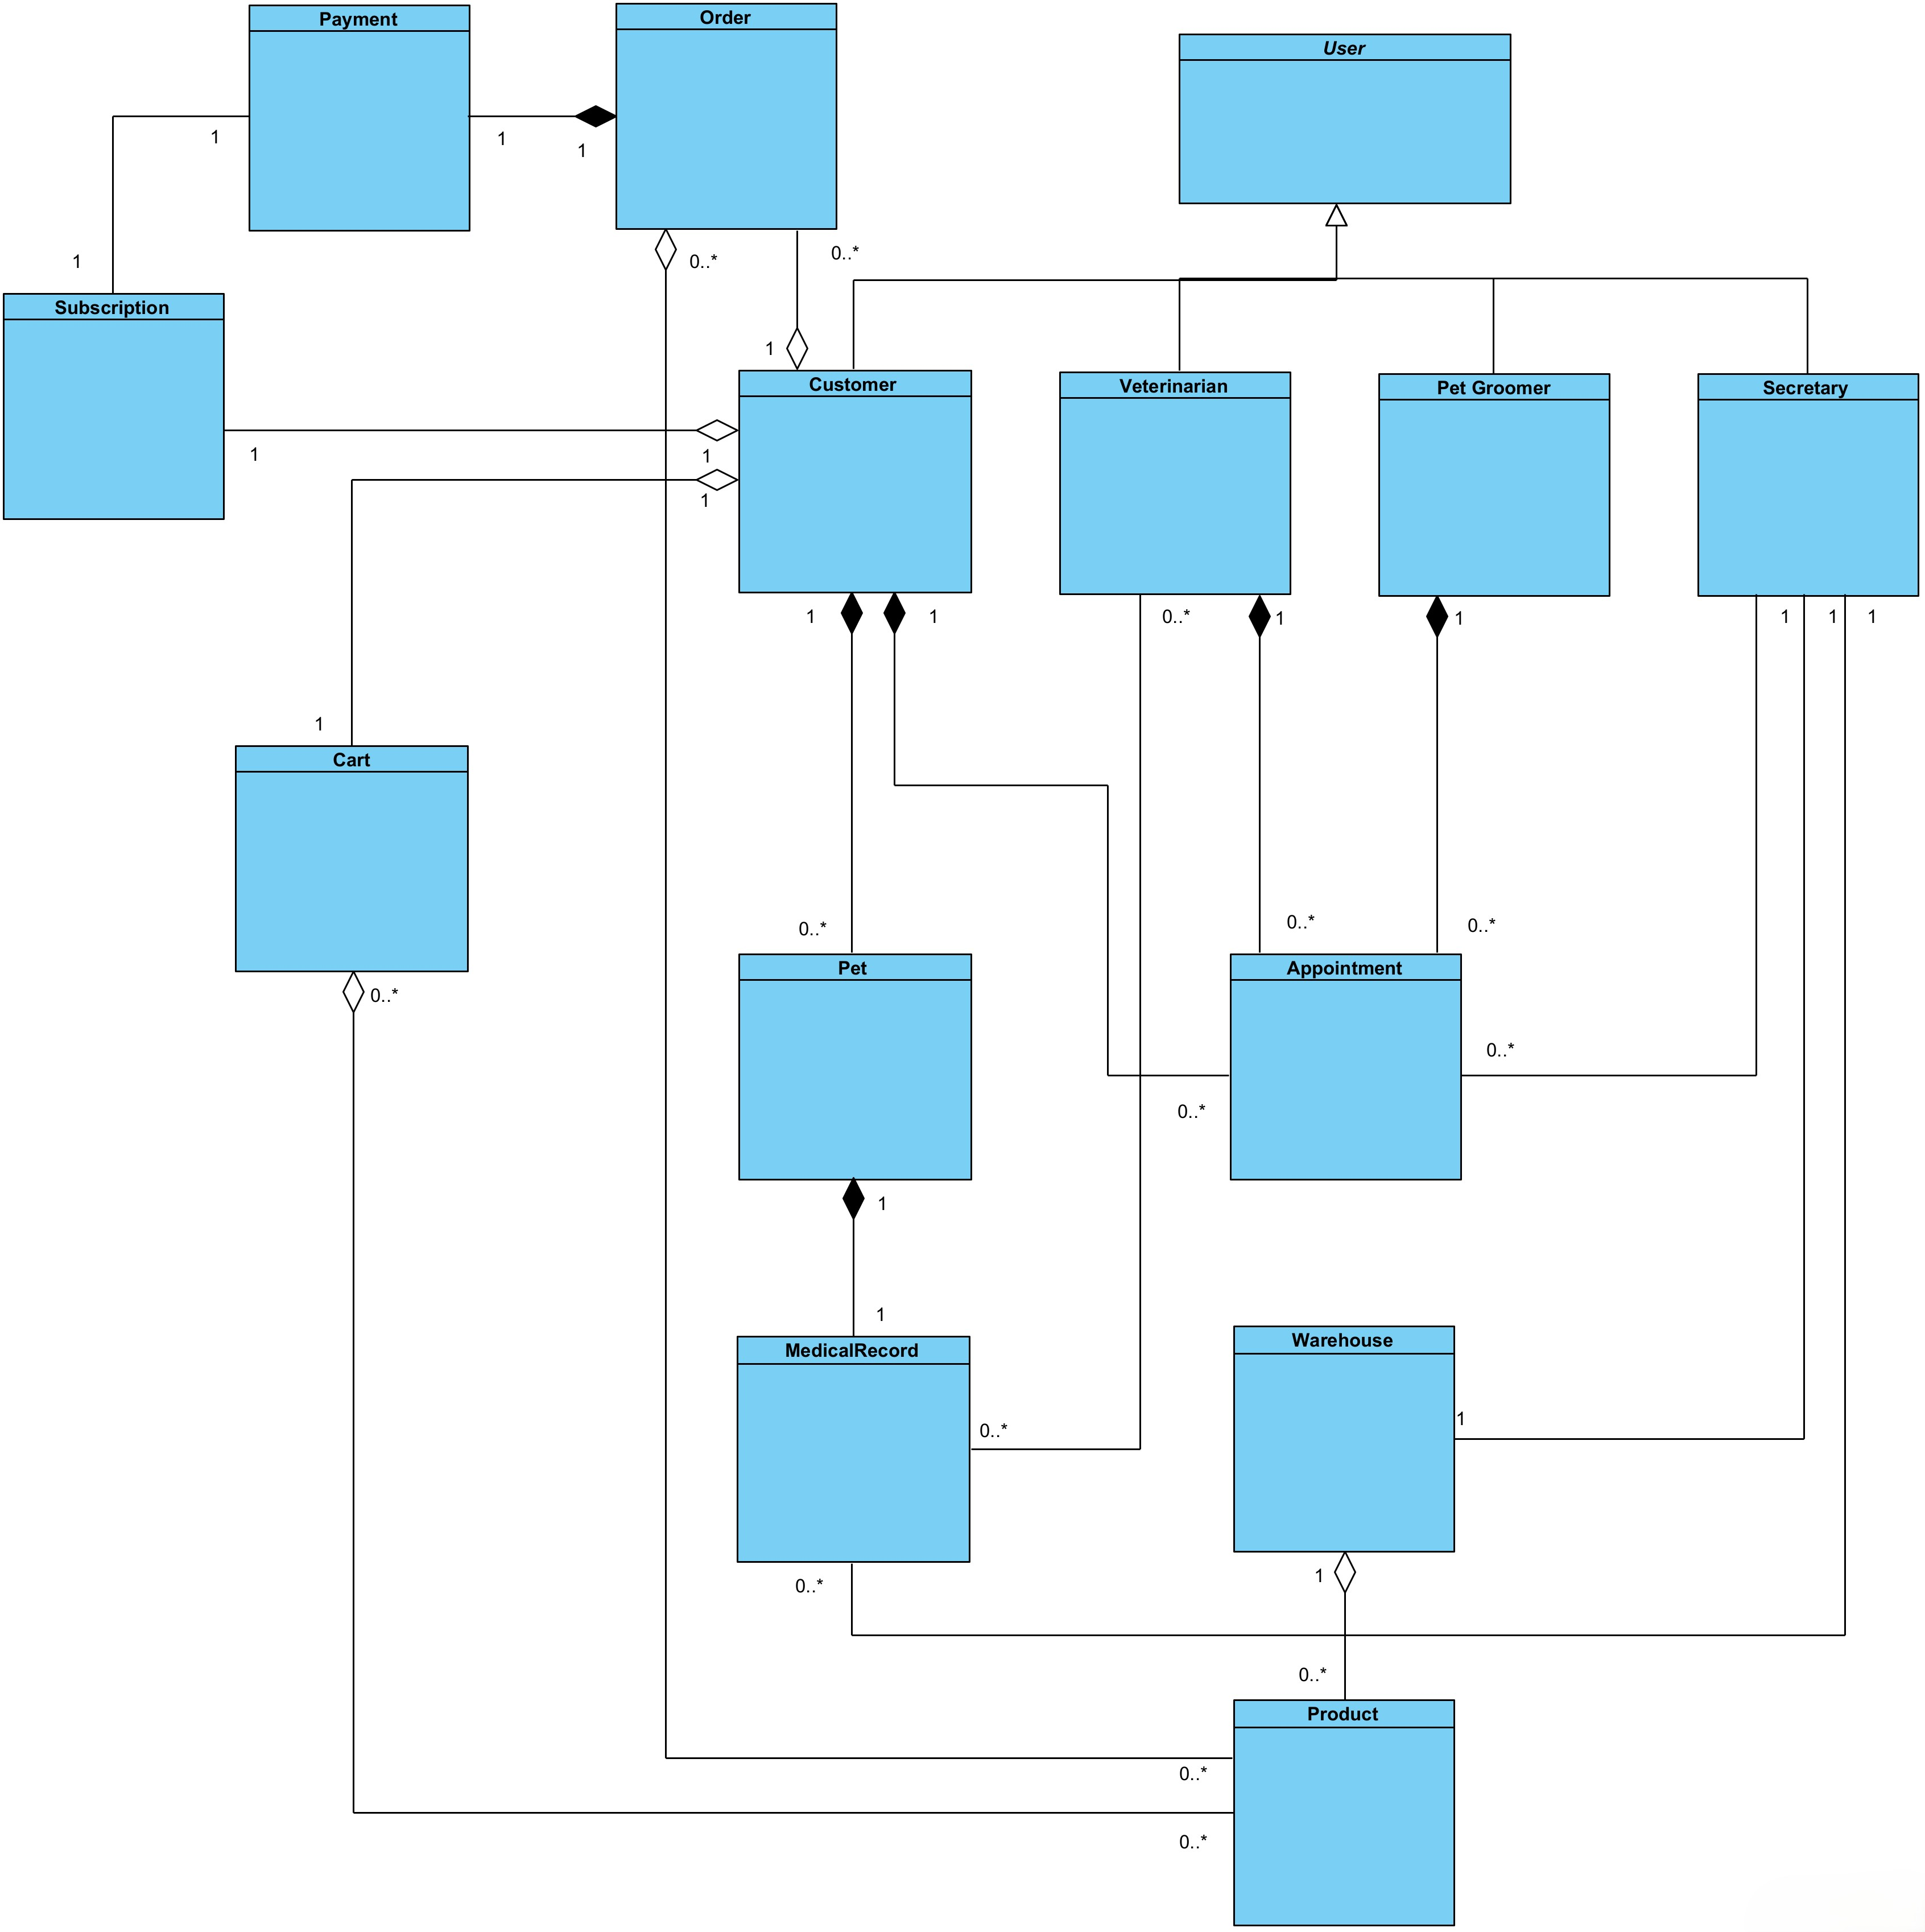 Payment
Order
User
1
1
1
1
0..*
0..*
Subscription
1
Customer
Veterinarian
Pet Groomer
Secretary
1
1
1
1
1
0..*
1
1
1
1
1
1
Cart
0..*
0..*
0..*
Pet
Appointment
0..*
0..*
0..*
1
1
MedicalRecord
Warehouse
0..*
1
0..*
1
0..*
Product
0..*
0..*